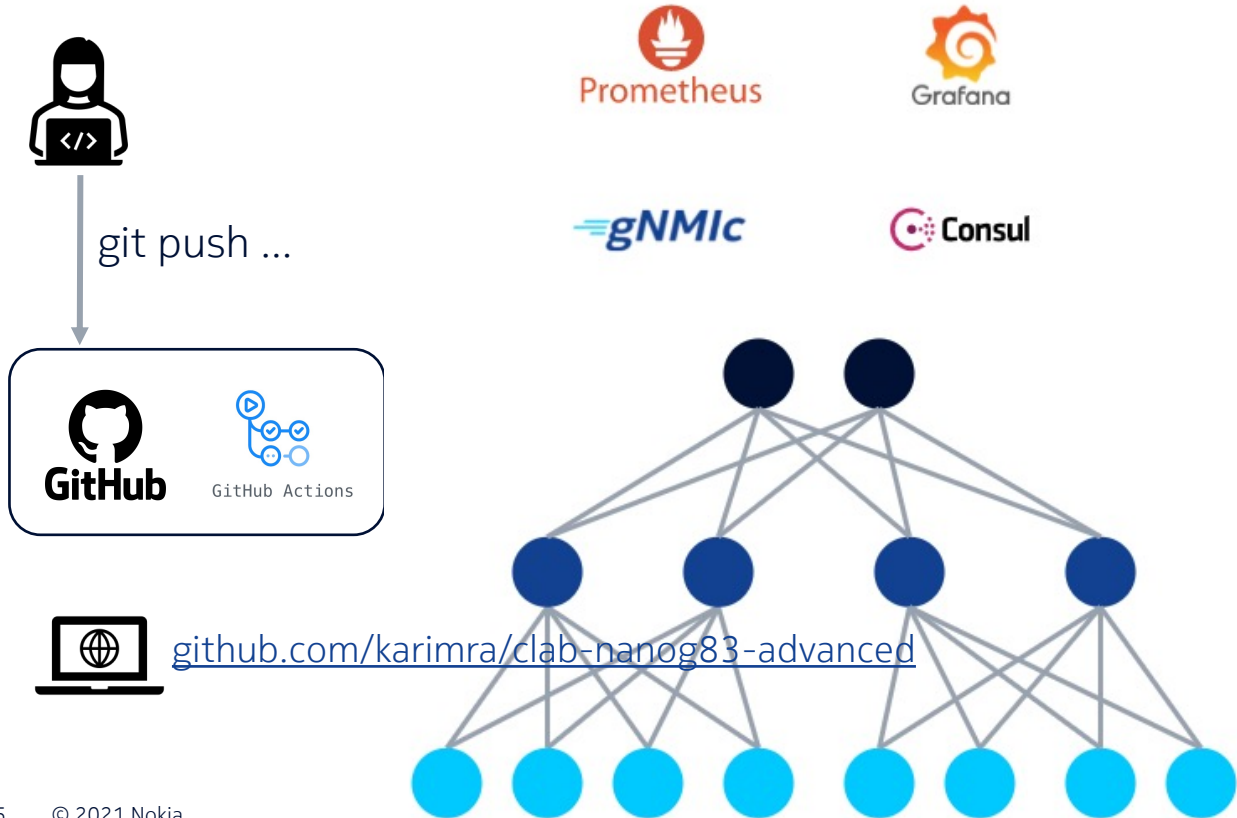 Prometheus
Grafana
</>
git push ...
gNMIc
Consul
GitHub
GitHub Actions
github.com/karimra/clab-nanog83-advanced
© 2021 Nokia